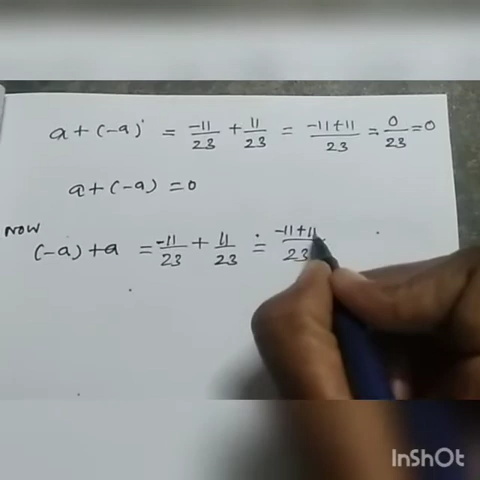 a + (-a) = -11/23 + 11/23 = -11+11/23 = 0/23 = 0
a + (-a) = 0
Now
(-a) + a = -11/23 + 11/23 = -11+11/23
InShOt